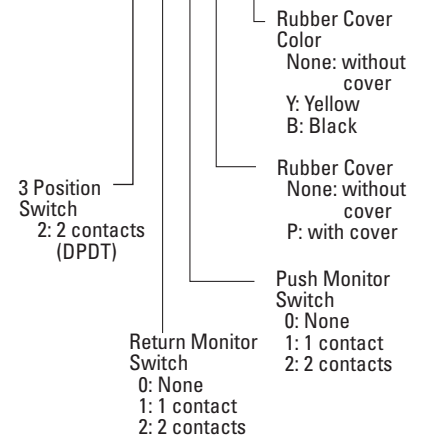 Rubber Cover
Color
None: without
cover
Y: Yellow
B: Black
Rubber Cover
None: without
cover
P: with cover
3 Position
Switch
2: 2 contacts
(DPDT)
Push Monitor
Switch
0: None
1: 1 contact
2: 2 contacts
Return Monitor
Switch
0: None
1: 1 contact
2: 2 contacts